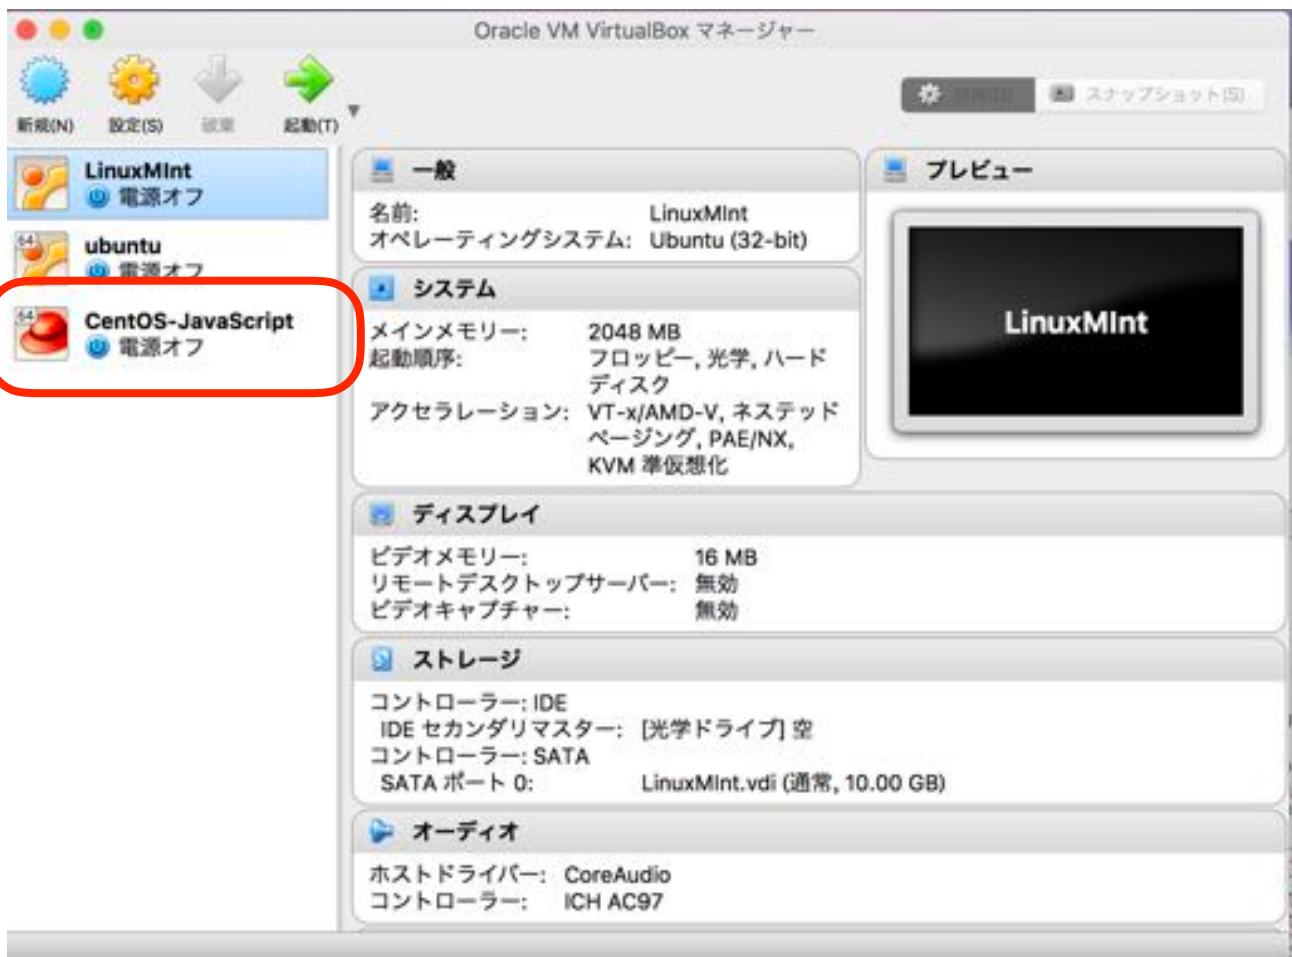 Oracle VM VirtualBox マネージャー
新規(N) 設定(S) 破棄 起動(T)
スナップショット(S)
LinuxMInt
電源オフ
64
ubuntu
電源オフ
64
CentOS-JavaScript
電源オフ
一般
名前: LinuxMInt
オペレーティングシステム: Ubuntu (32-bit)
システム
メインメモリー: 2048 MB
起動順序: フロッピー, 光学, ハード
ディスク
アクセラレーション: VT-x/AMD-V, ネステッド
ページング, PAE/NX,
KVM 準仮想化
プレビュー
LinuxMInt
ディスプレイ
ビデオメモリー: 16 MB
リモートデスクトップサーバー: 無効
ビデオキャプチャー: 無効
ストレージ
コントローラー: IDE
IDE セカンダリマスター: [光学ドライブ] 空
コントローラー: SATA
SATA ポート 0: LinuxMInt.vdi (通常, 10.00 GB)
オーディオ
ホストドライバー: CoreAudio
コントローラー: ICH AC97